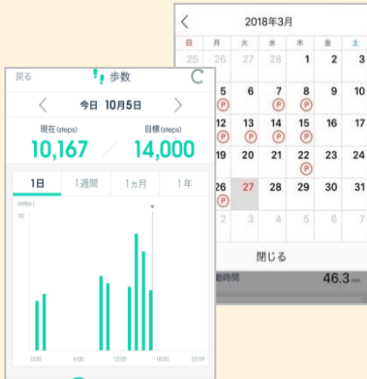 戻る 歩数
今日 10月5日
現在(steps) 目標(steps)
10,167 / 14,000
1日 1週間 1ヵ月 1年
(steps)
20
0:00 6:00 12:00 18:00 23:59
2018年3月
日 月 火 水 木 金 土
25 26 27 28 1 2 3
5 6 7 8 9 10
P P P
12 13 14 15 16 17
P P P P
19 20 21 22 23 24
P
26 27 28 29 30 31
P
2 3 4 5 6 7
閉じる
動時間 46.3